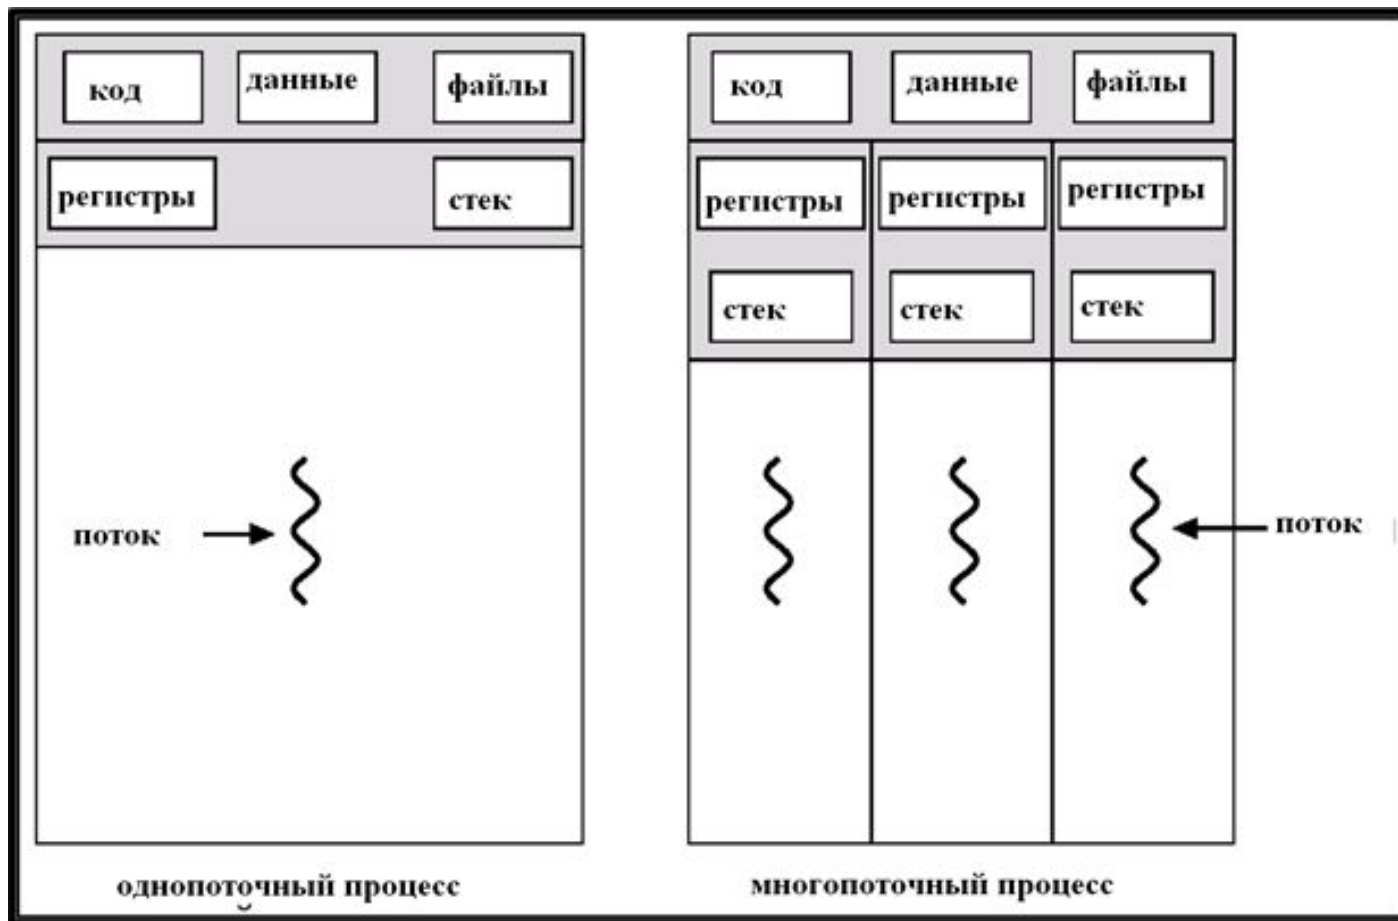 код данные файлы
регистры стек
поток
однопоточный процесс
код данные файлы
регистры регистры регистры
стек стек стек
поток
многопоточный процесс